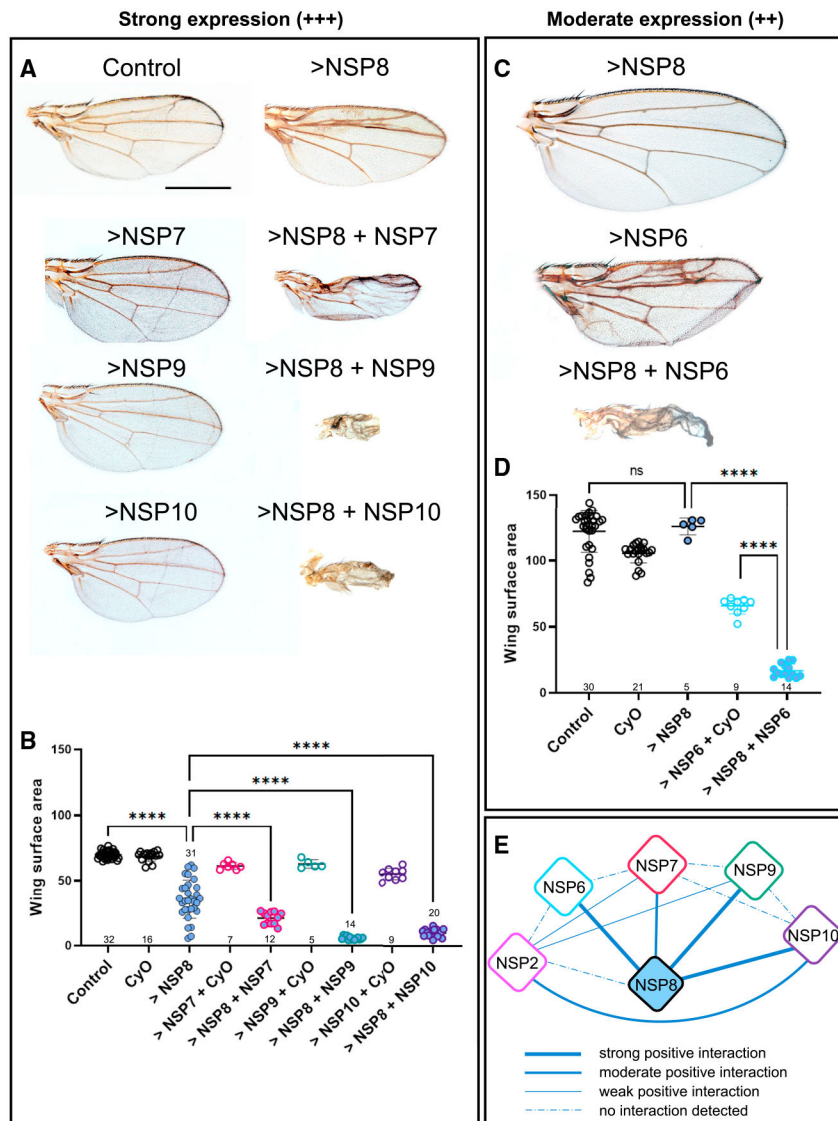 Strong expression (+++)
Moderate expression (++)
A
Control
>NSP8
>NSP7
>NSP8 + NSP7
>NSP9
>NSP8 + NSP9
>NSP10
>NSP8 + NSP10
B
Wing surface area
150
100
50
0
****
****
****
****
32
16
31
7
12
5
14
9
20
Control
CyO
> NSP8
> NSP7 + CyO
> NSP8 + NSP7
> NSP9 + CyO
> NSP8 + NSP9
> NSP10 + CyO
> NSP8 + NSP10
C
>NSP8
>NSP6
>NSP8 + NSP6
D
Wing surface area
150
100
50
0
ns
****
****
30
21
5
9
14
Control
CyO
> NSP8
> NSP6 + CyO
> NSP8 + NSP6
E
NSP7
NSP6
NSP9
NSP2
NSP10
NSP8
strong positive interaction
moderate positive interaction
weak positive interaction
no interaction detected